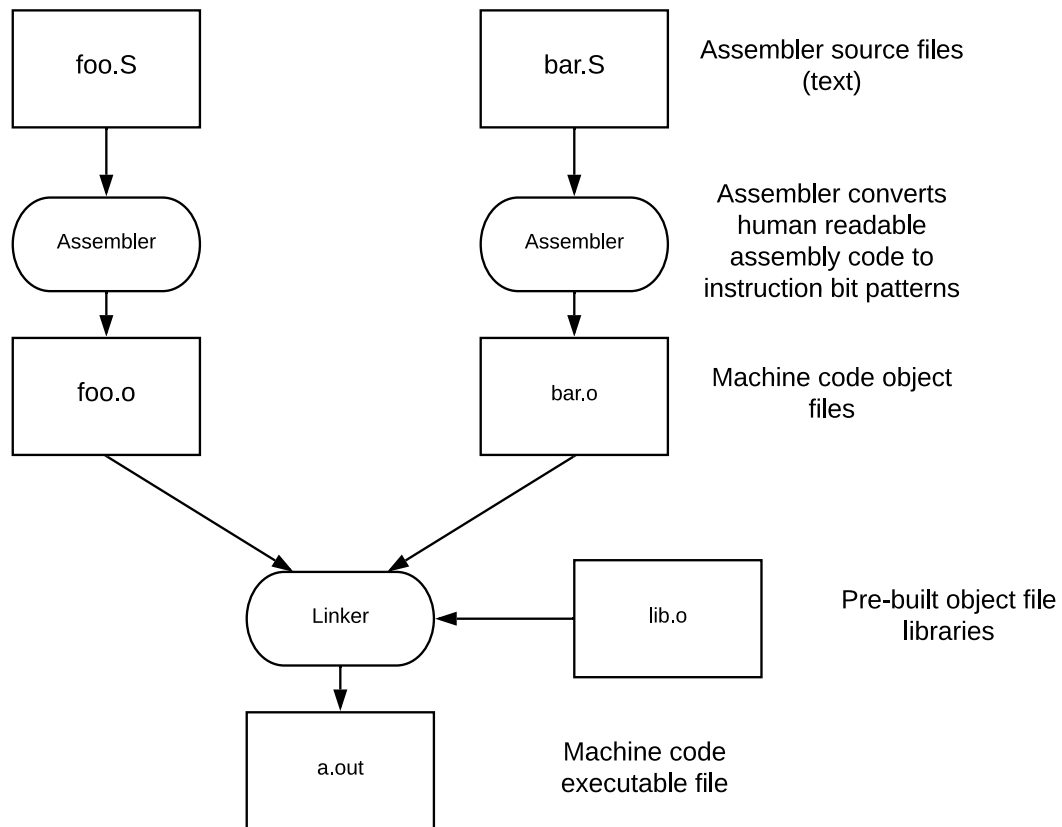 foo.S
bar.S
Assembler source files
(text)
Assembler
Assembler
Assembler converts
human readable
assembly code to
instruction bit patterns
foo.o
bar.o
Machine code object
files
Linker
lib.o
Pre-built object file
libraries
a.out
Machine code
executable file